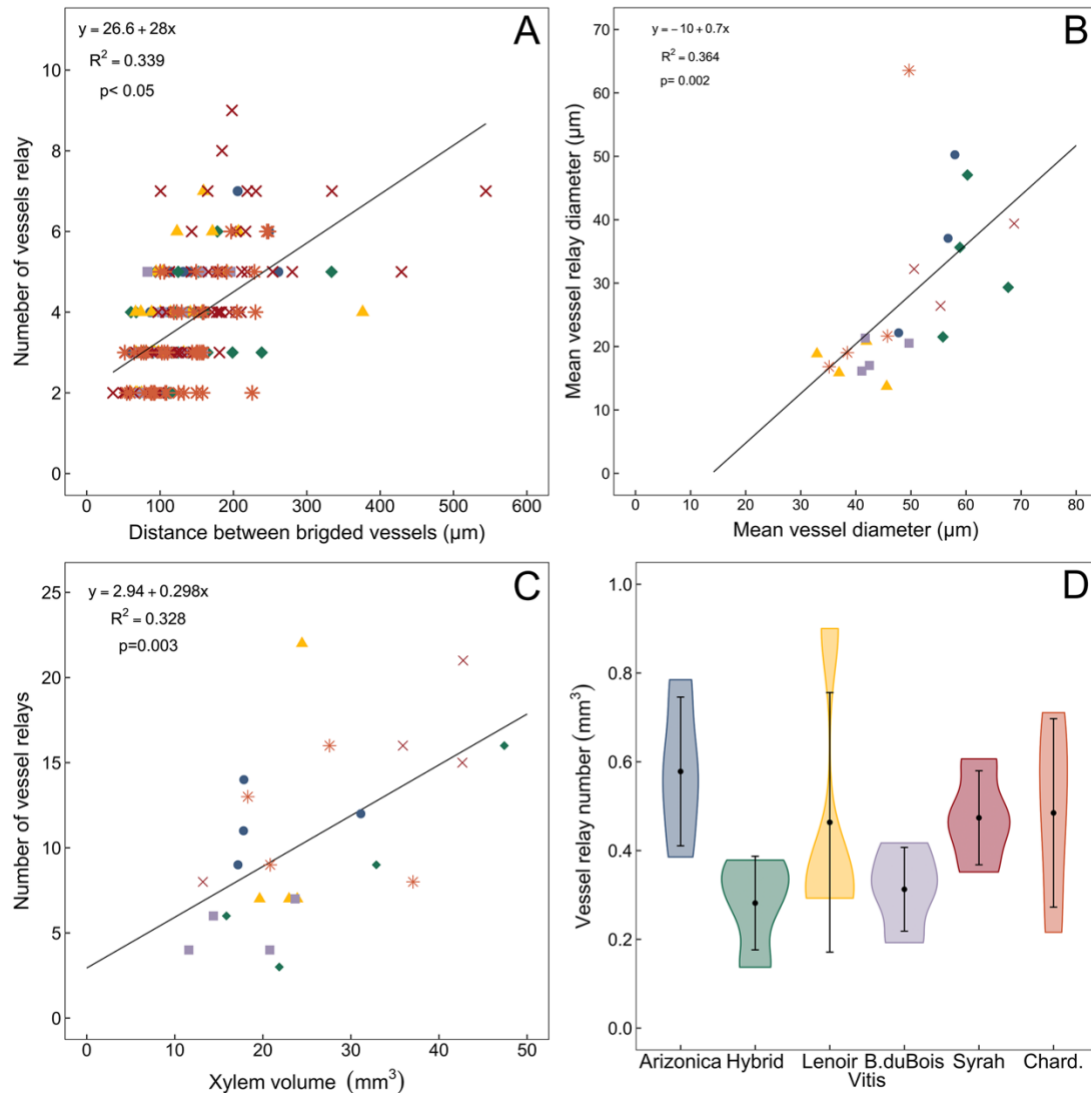 A
y = 26.6 + 28x
R² = 0.339
p< 0.05
10
8
6
4
2
0
Numeber of vessels relay
0 100 200 300 400 500 600
Distance between brigded vessels (µm)
B
y = −10 + 0.7x
R² = 0.364
p= 0.002
70
60
50
40
30
20
10
0
Mean vessel relay diameter (µm)
0 10 20 30 40 50 60 70 80
Mean vessel diameter (µm)
C
y = 2.94 + 0.298x
R² = 0.328
p=0.003
25
20
15
10
5
0
Number of vessel relays
0 10 20 30 40 50
Xylem volume (mm³)
D
1.0
0.8
0.6
0.4
0.2
0.0
Vessel relay number (mm³)
Arizonica Hybrid Lenoir B.duBois Syrah Chard.
Vitis